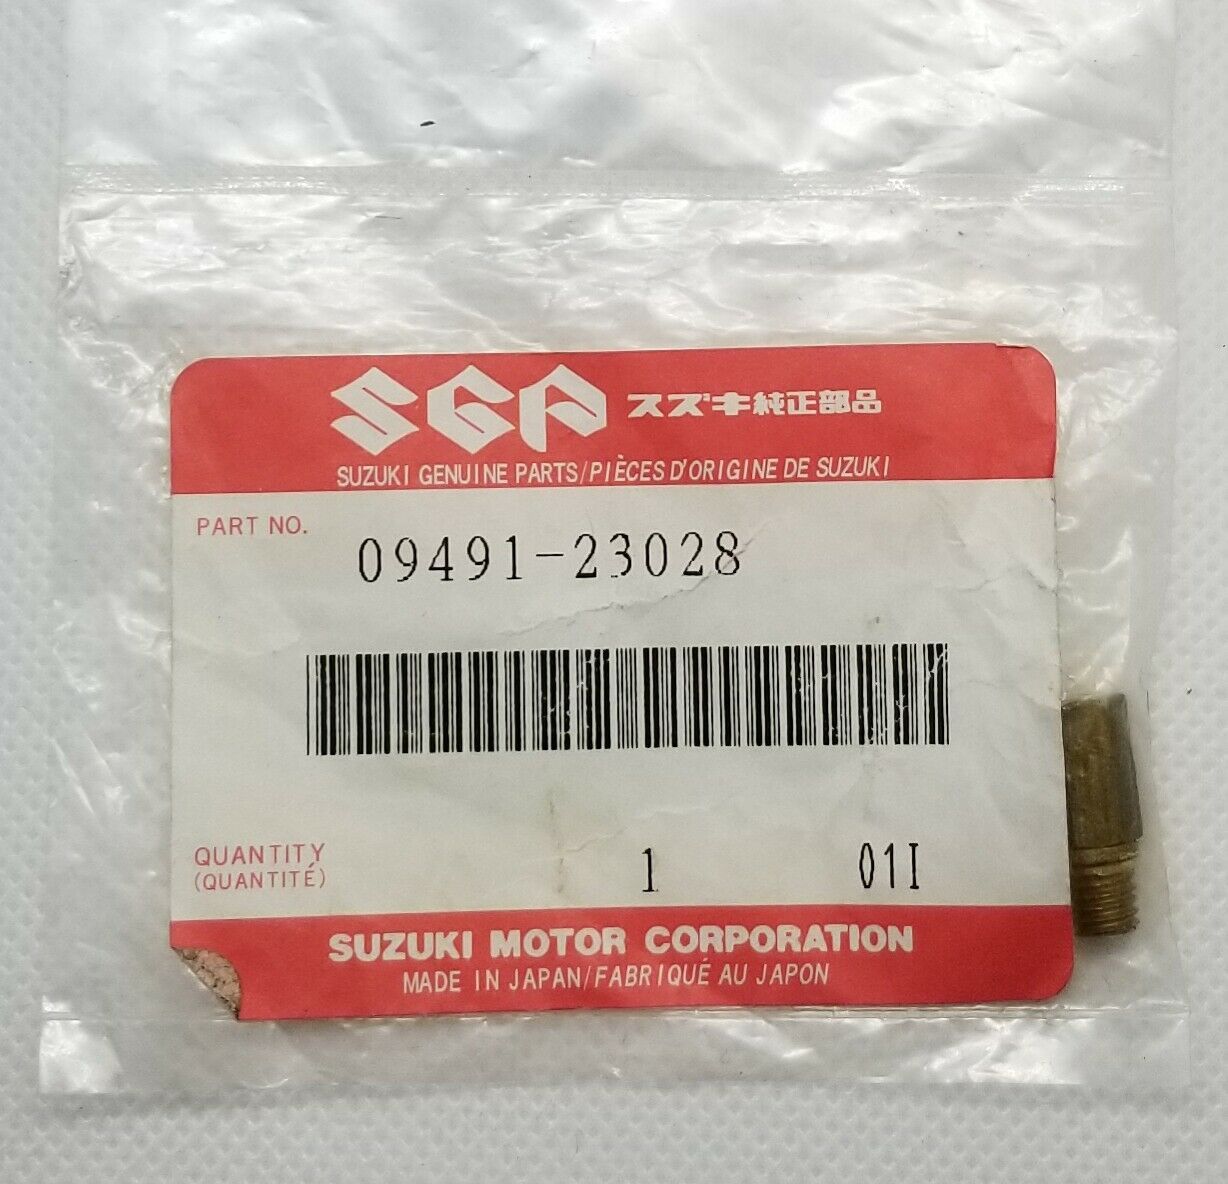 SGP スズキ純正部品
SUZUKI GENUINE PARTS/PIÈCES D'ORIGINE DE SUZUKI
PART NO. 09491-23028
QUANTITY
(QUANTITÉ) 1 01I
SUZUKI MOTOR CORPORATION
MADE IN JAPAN/FABRIQUÉ AU JAPON